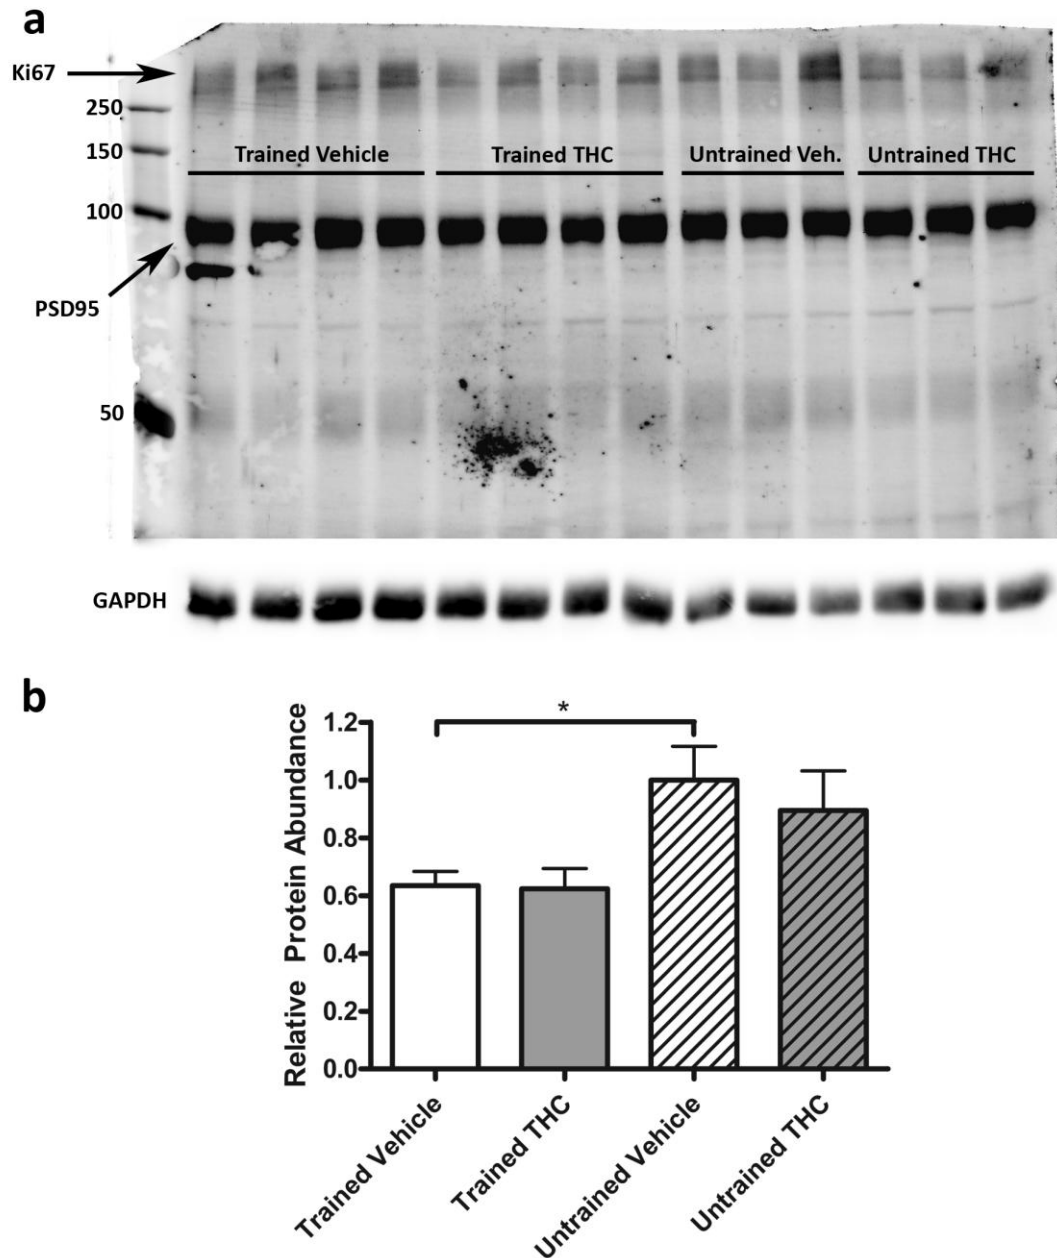 a
Ki67
250
150
Trained Vehicle
Trained THC
Untrained Veh.
Untrained THC
100
PSD95
50
GAPDH
b
*
Relative Protein Abundance
1.2
1.0
0.8
0.6
0.4
0.2
0.0
Trained Vehicle
Trained THC
Untrained Vehicle
Untrained THC